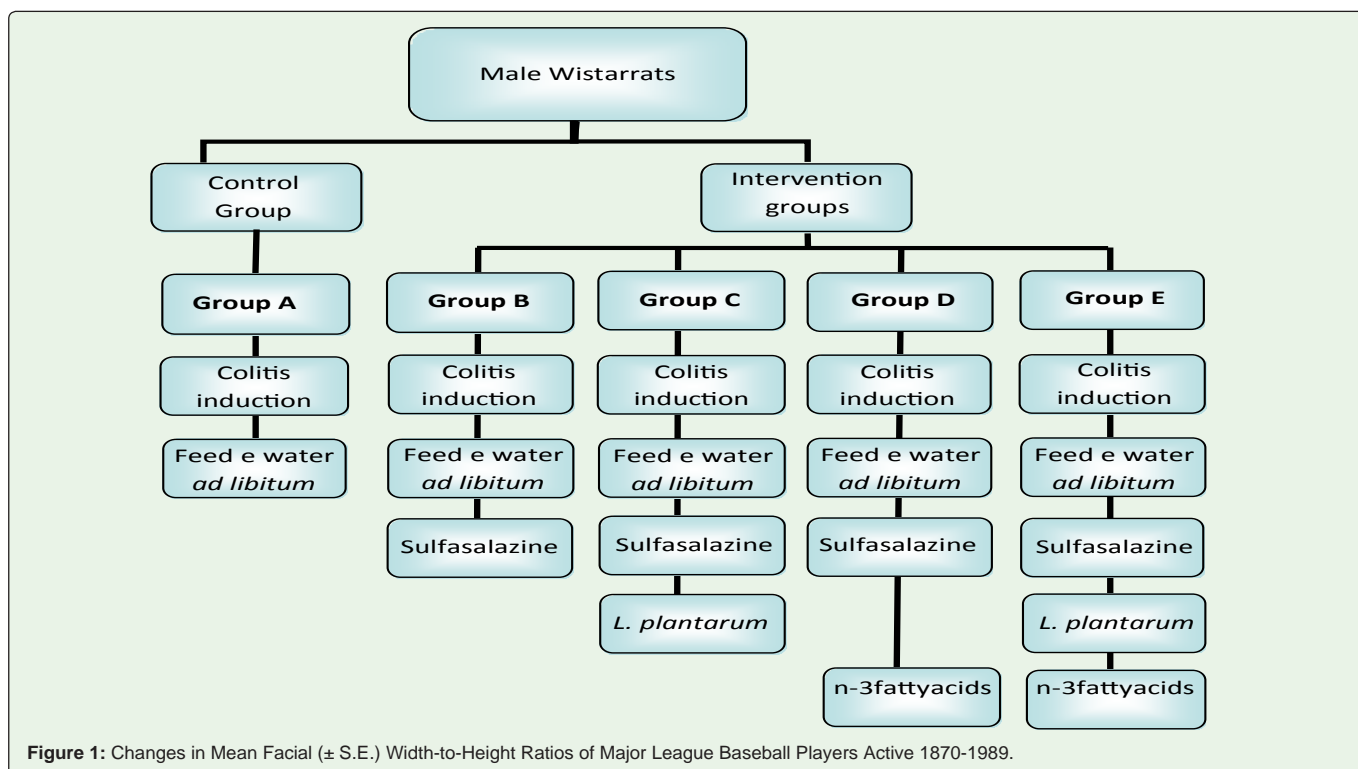 Male Wistarrats
Control
Group
Intervention
groups
Group A
Group B
Group C
Group D
Group E
Colitis
induction
Colitis
induction
Colitis
induction
Colitis
induction
Colitis
induction
Feed e water
ad libitum
Feed e water
ad libitum
Feed e water
ad libitum
Feed e water
ad libitum
Feed e water
ad libitum
Sulfasalazine
Sulfasalazine
Sulfasalazine
Sulfasalazine
L. plantarum
L. plantarum
n-3fattyacids
n-3fattyacids
Figure 1: Changes in Mean Facial (± S.E.) Width-to-Height Ratios of Major League Baseball Players Active 1870-1989.